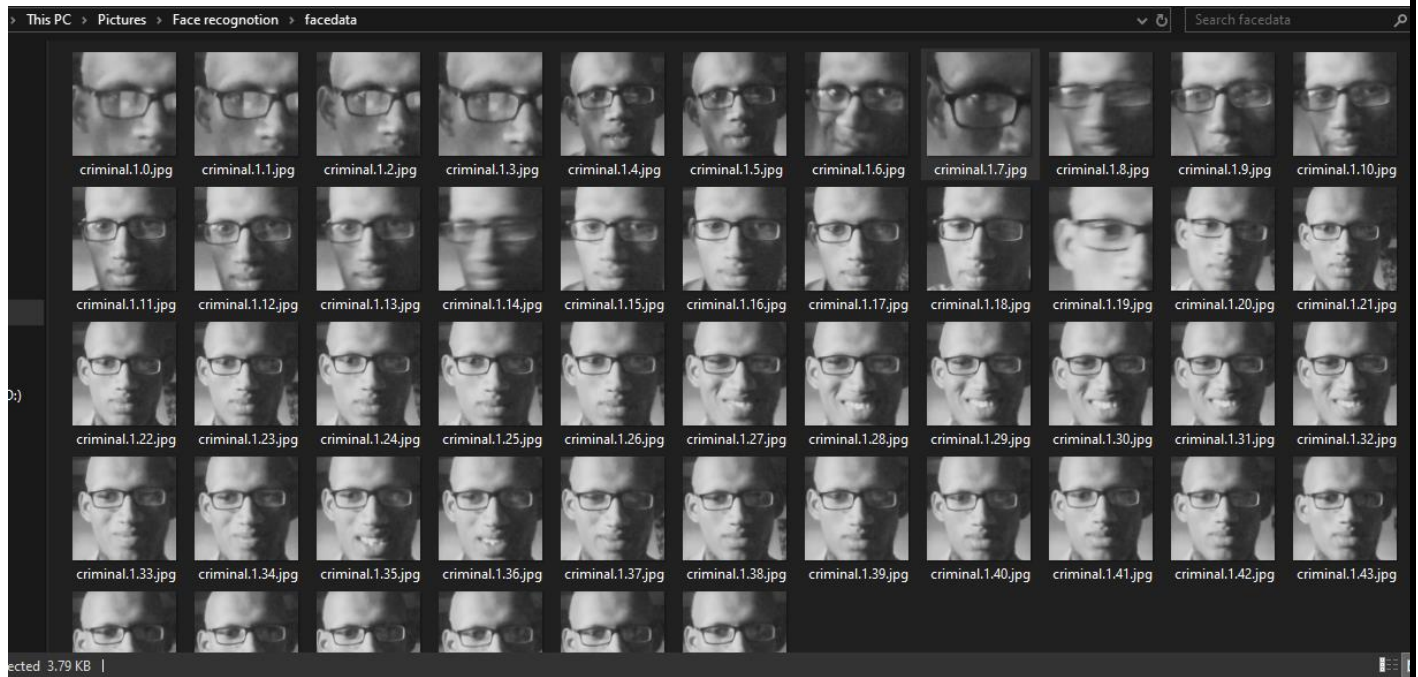 > This PC > Pictures > Face recognotion > facedata
Search facedata
criminal.1.0.jpg criminal.1.1.jpg criminal.1.2.jpg criminal.1.3.jpg criminal.1.4.jpg criminal.1.5.jpg criminal.1.6.jpg criminal.1.7.jpg criminal.1.8.jpg criminal.1.9.jpg criminal.1.10.jpg
criminal.1.11.jpg criminal.1.12.jpg criminal.1.13.jpg criminal.1.14.jpg criminal.1.15.jpg criminal.1.16.jpg criminal.1.17.jpg criminal.1.18.jpg criminal.1.19.jpg criminal.1.20.jpg criminal.1.21.jpg
:)
criminal.1.22.jpg criminal.1.23.jpg criminal.1.24.jpg criminal.1.25.jpg criminal.1.26.jpg criminal.1.27.jpg criminal.1.28.jpg criminal.1.29.jpg criminal.1.30.jpg criminal.1.31.jpg criminal.1.32.jpg
criminal.1.33.jpg criminal.1.34.jpg criminal.1.35.jpg criminal.1.36.jpg criminal.1.37.jpg criminal.1.38.jpg criminal.1.39.jpg criminal.1.40.jpg criminal.1.41.jpg criminal.1.42.jpg criminal.1.43.jpg
ected 3.79 KB |